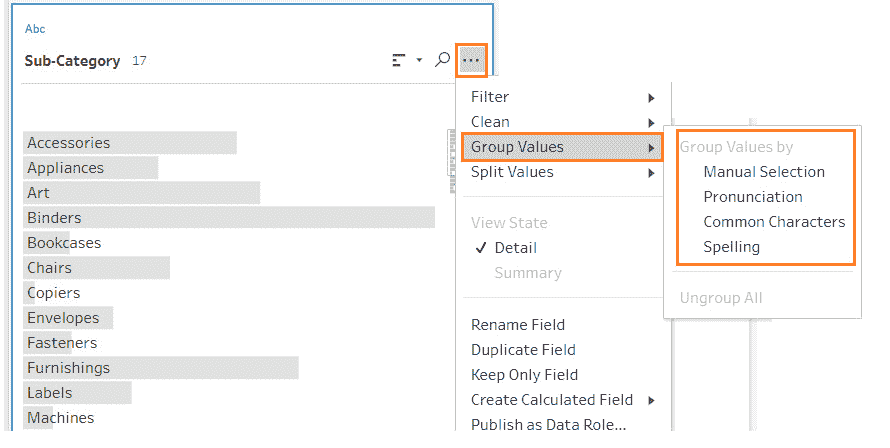 Abc
Sub-Category 17
Accessories
Appliances
Art
Binders
Bookcases
Chairs
Copiers
Envelopes
Fasteners
Furnishings
Labels
Machines
Filter
Clean
Group Values
Split Values
View State
✓ Detail
Summary
Rename Field
Duplicate Field
Keep Only Field
Create Calculated Field
Publish as Data Role...
Group Values by
Manual Selection
Pronunciation
Common Characters
Spelling
Ungroup All